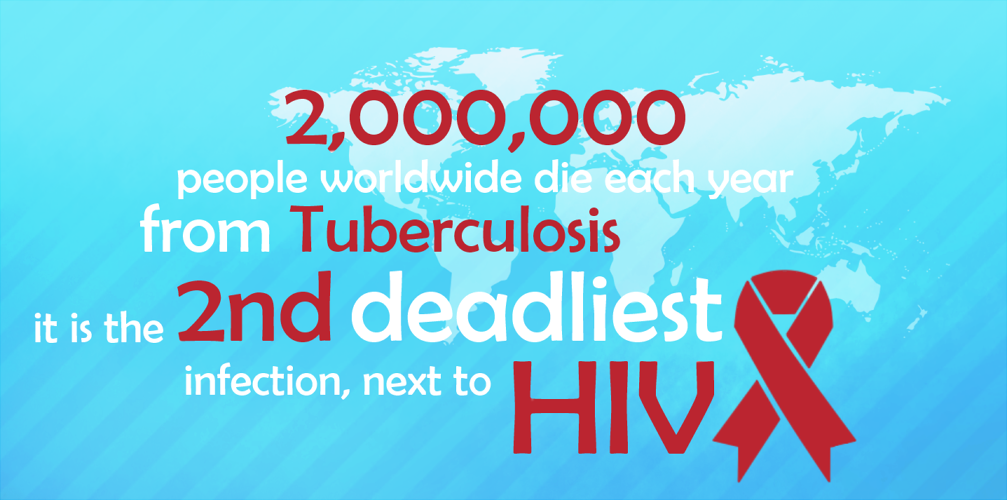 2,000,000
people worldwide die each year
from Tuberculosis
it is the 2nd deadliest
infection, next to HIV